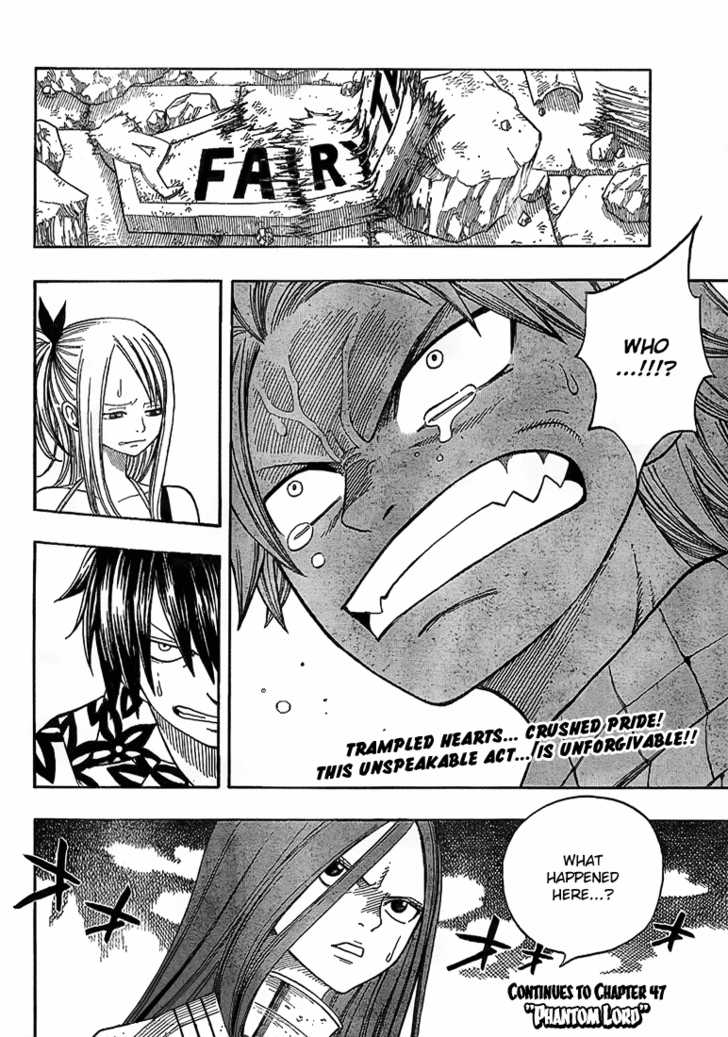 FAIRY T
WHO
...!!!?
TRAMPLED HEARTS... CRUSHED PRIDE!
THIS UNSPEAKABLE ACT... IS UNFORGIVABLE!!
WHAT
HAPPENED
HERE...?
CONTINUES TO CHAPTER 47
"PHANTOM LORD"